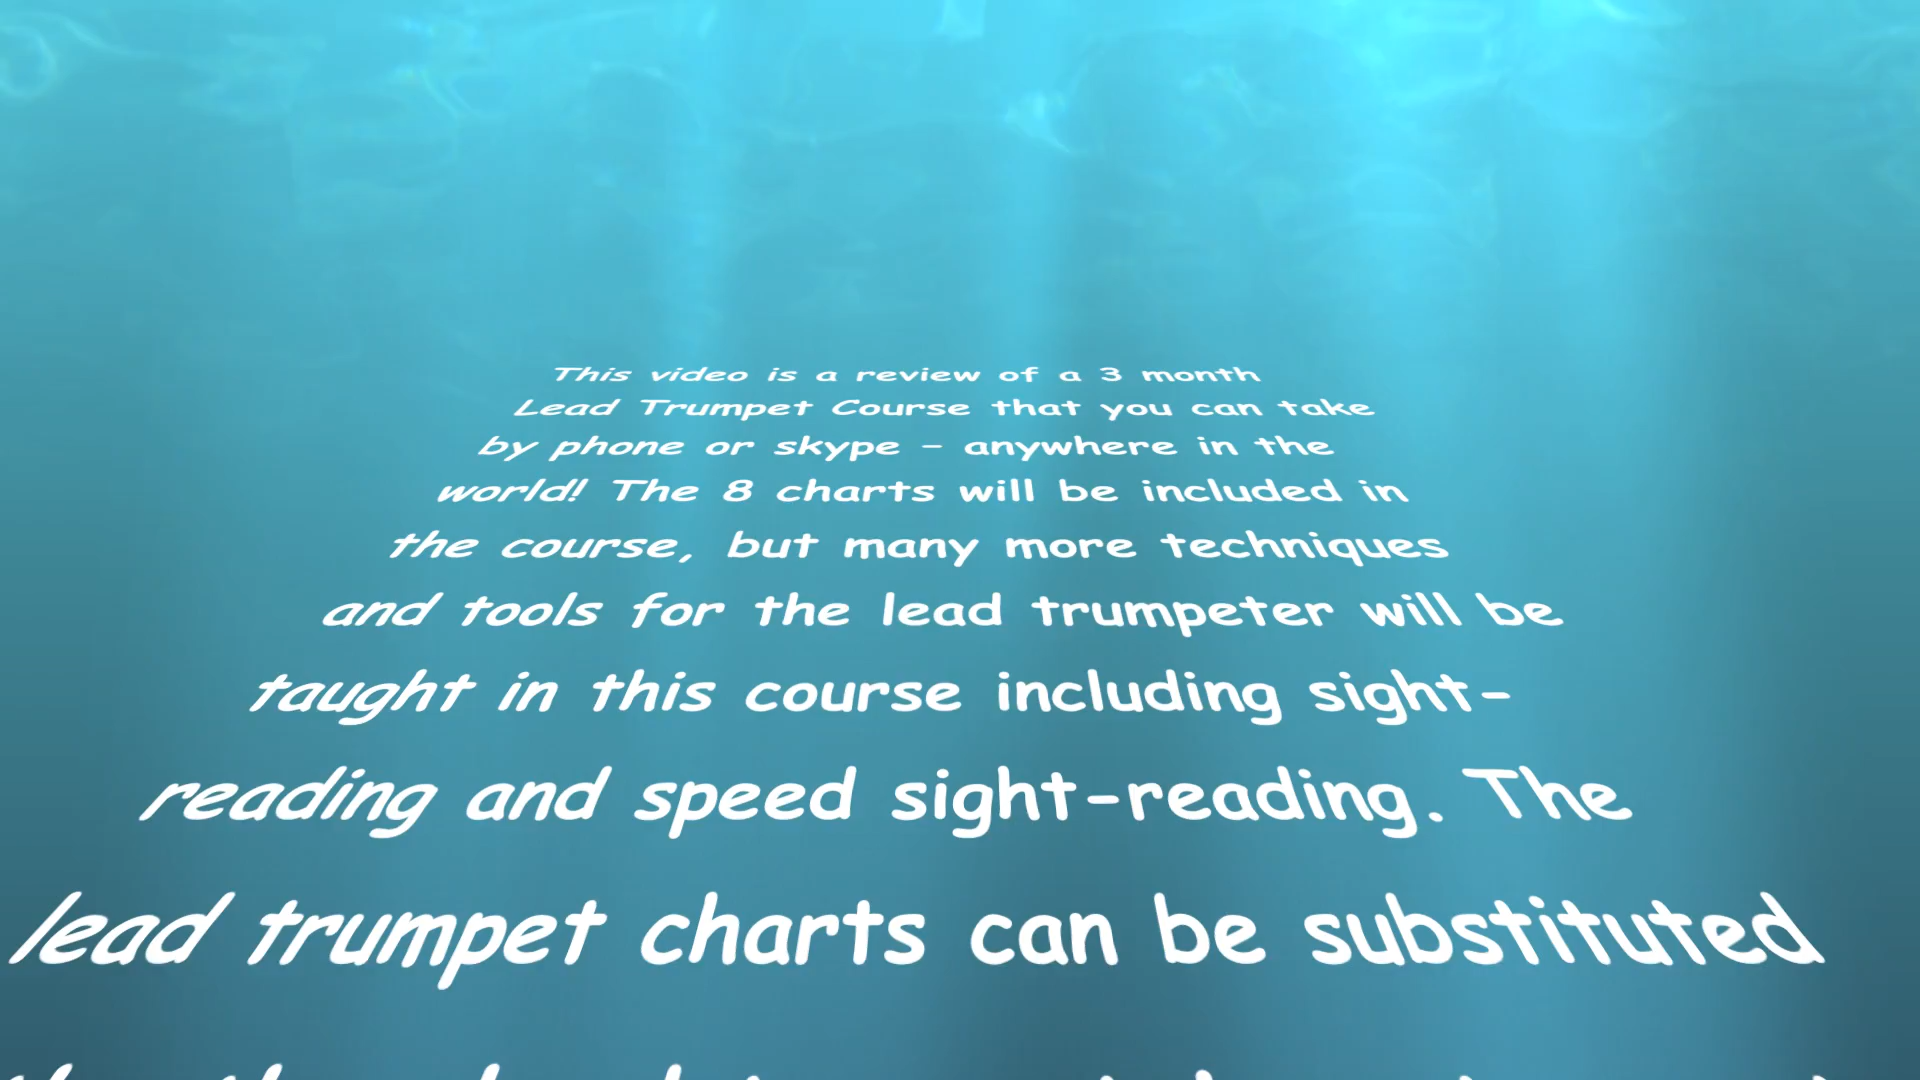 This video is a review of a 3 month
Lead Trumpet Course that you can take
by phone or skype - anywhere in the
world! The 8 charts will be included in
the course, but many more techniques
and tools for the lead trumpeter will be
taught in this course including sight-
reading and speed sight-reading. The
lead trumpet charts can be substituted